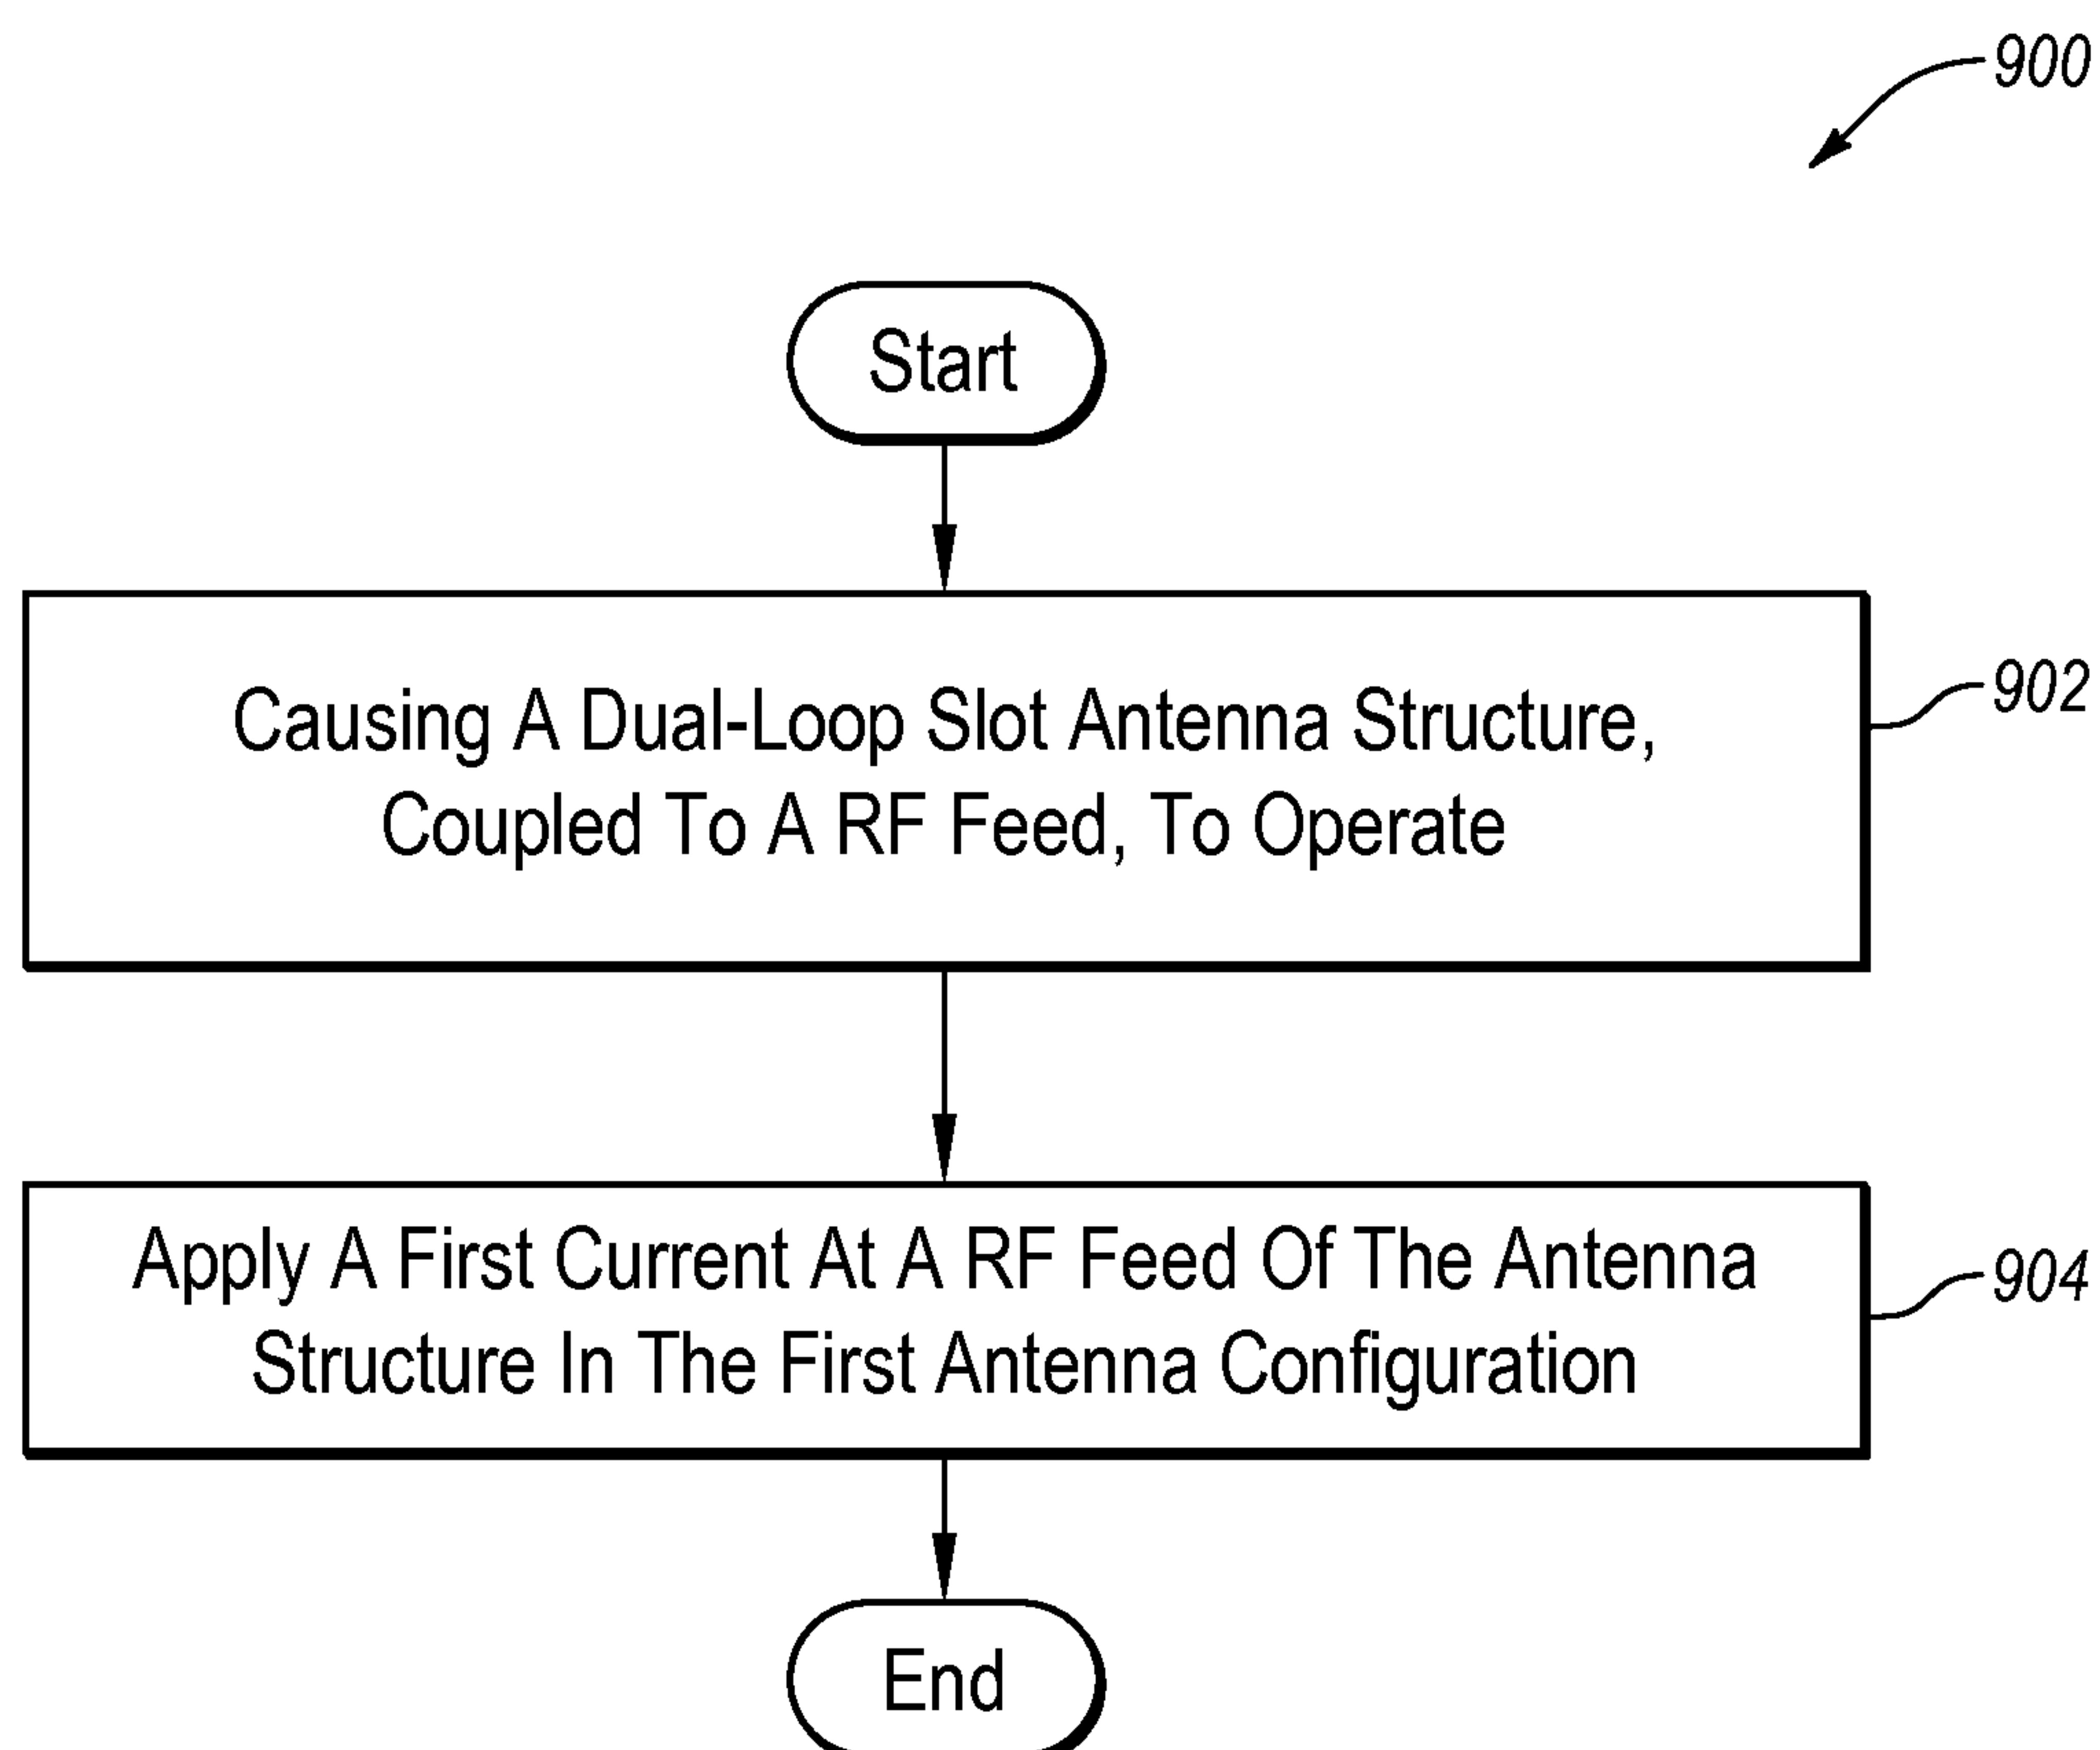 900
Start
Causing A Dual-Loop Slot Antenna Structure,
Coupled To A RF Feed, To Operate
902
Apply A First Current At A RF Feed Of The Antenna
Structure In The First Antenna Configuration
904
End